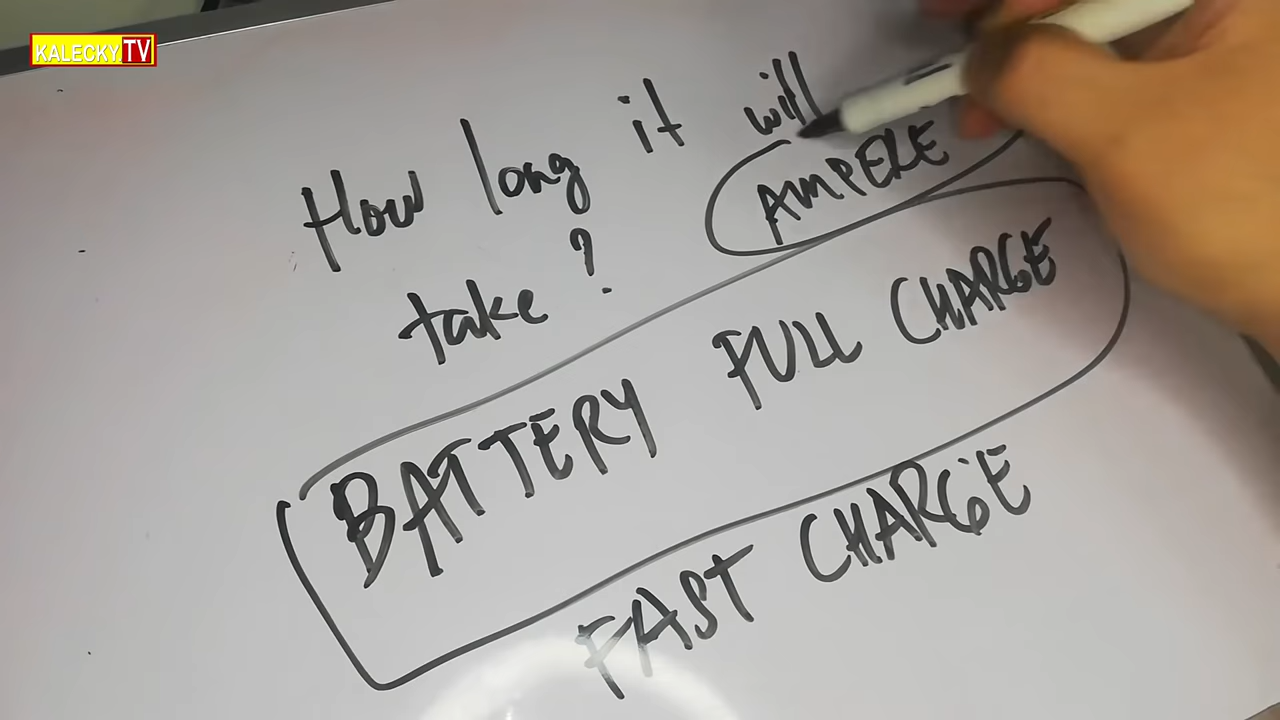 KALECKY TV
How long it will
take?
AMPERE
BATTERY FULL CHARGE
FAST CHARGE